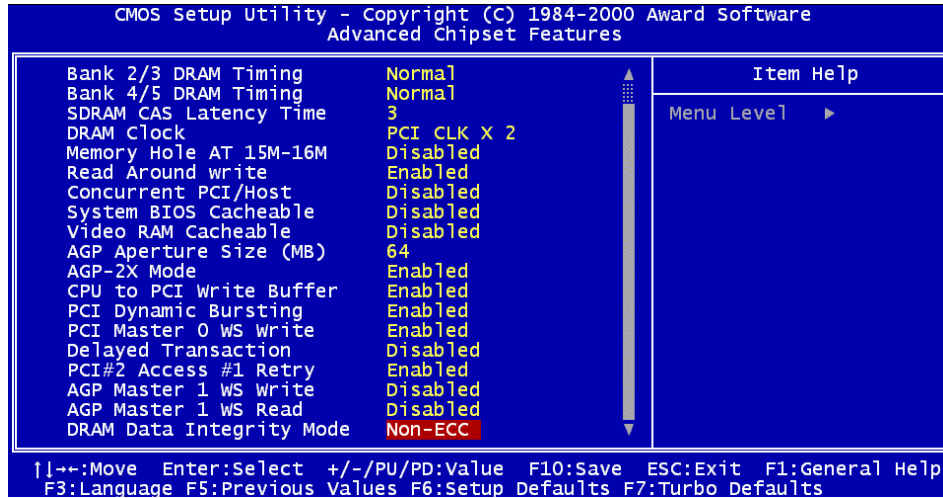 CMOS Setup Utility - Copyright (C) 1984-2000 Award Software
Advanced Chipset Features
Bank 2/3 DRAM Timing Normal
Bank 4/5 DRAM Timing Normal
SDRAM CAS Latency Time 3
DRAM Clock PCI CLK X 2
Memory Hole AT 15M-16M Disabled
Read Around write Enabled
Concurrent PCI/Host Disabled
System BIOS Cacheable Disabled
Video RAM Cacheable Disabled
AGP Aperture Size (MB) 64
AGP-2X Mode Enabled
CPU to PCI Write Buffer Enabled
PCI Dynamic Bursting Enabled
PCI Master 0 WS Write Enabled
Delayed Transaction Disabled
PCI#2 Access #1 Retry Enabled
AGP Master 1 WS Write Disabled
AGP Master 1 WS Read Disabled
DRAM Data Integrity Mode Non-ECC
Item Help
Menu Level ▶
↑↓→←:Move Enter:Select +/-/PU/PD:Value F10:Save ESC:Exit F1:General Help
F3:Language F5:Previous Values F6:Setup Defaults F7:Turbo Defaults